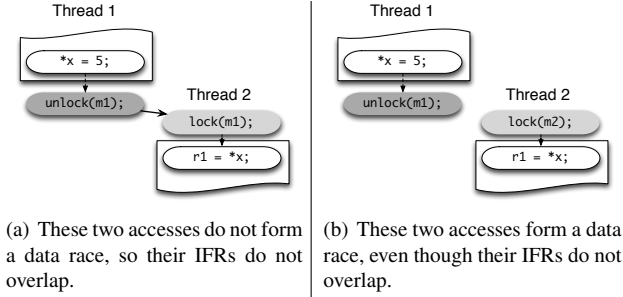 Thread 1
*x = 5;
unlock(m1);
Thread 2
lock(m1);
r1 = *x;
(a) These two accesses do not form
a data race, so their IFRs do not
overlap.
Thread 1
*x = 5;
unlock(m1);
Thread 2
lock(m2);
r1 = *x;
(b) These two accesses form a data
race, even though their IFRs do not
overlap.